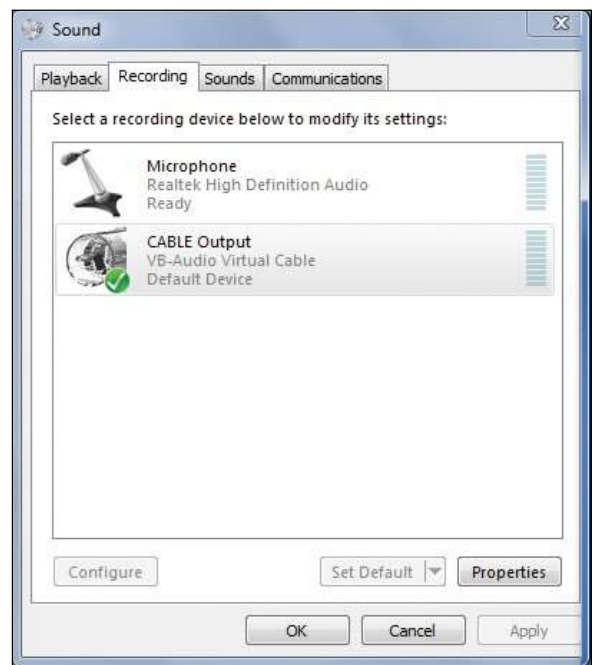 Sound
Playback Recording Sounds Communications
Select a recording device below to modify its settings:
Microphone
Realtek High Definition Audio
Ready
CABLE Output
VB-Audio Virtual Cable
Default Device
Configure Set Default Properties
OK Cancel Apply